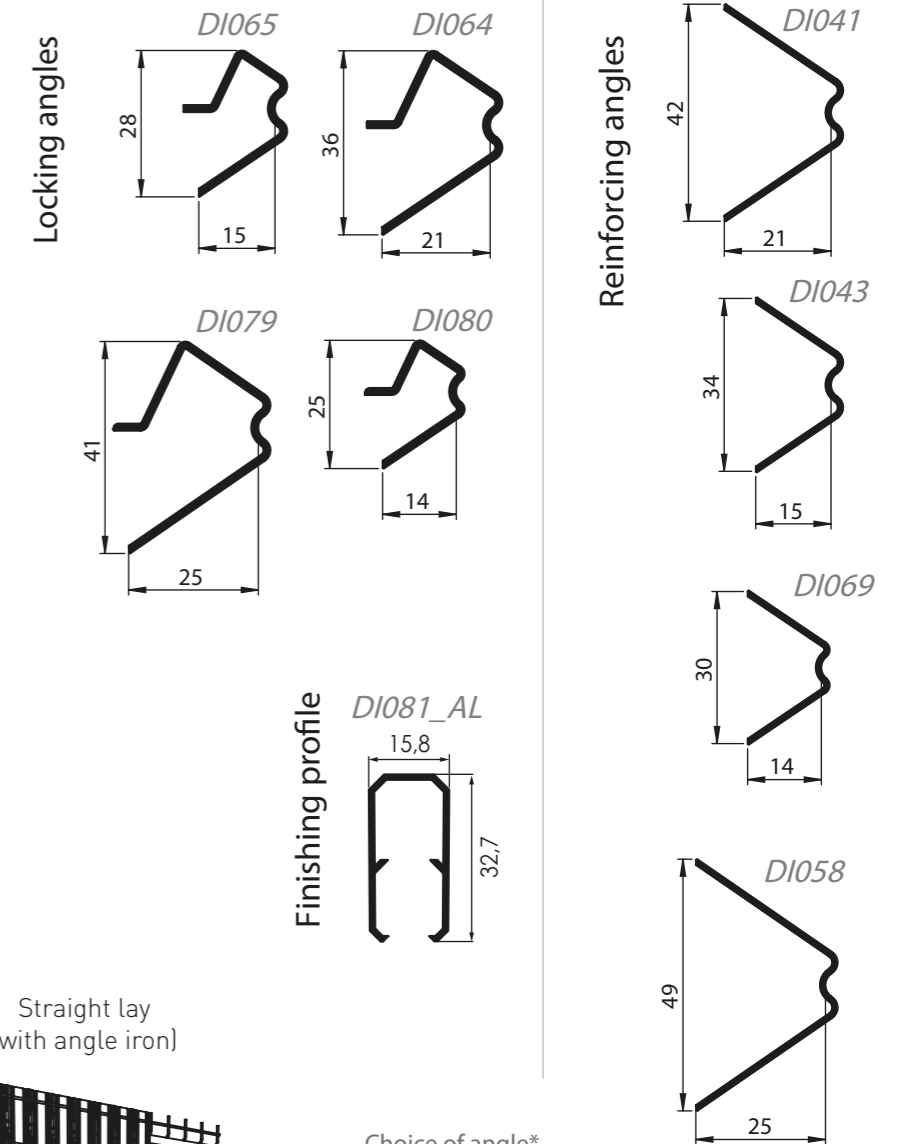 Locking angles
DI065
28
15
DI064
36
21
DI079
41
25
DI080
25
14
Finishing profile
DI081_AL
15,8
32,7
Straight lay
with angle iron)
Choice of angle*
Reinforcing angles
DI041
42
21
DI043
34
15
DI069
30
14
DI058
49
25